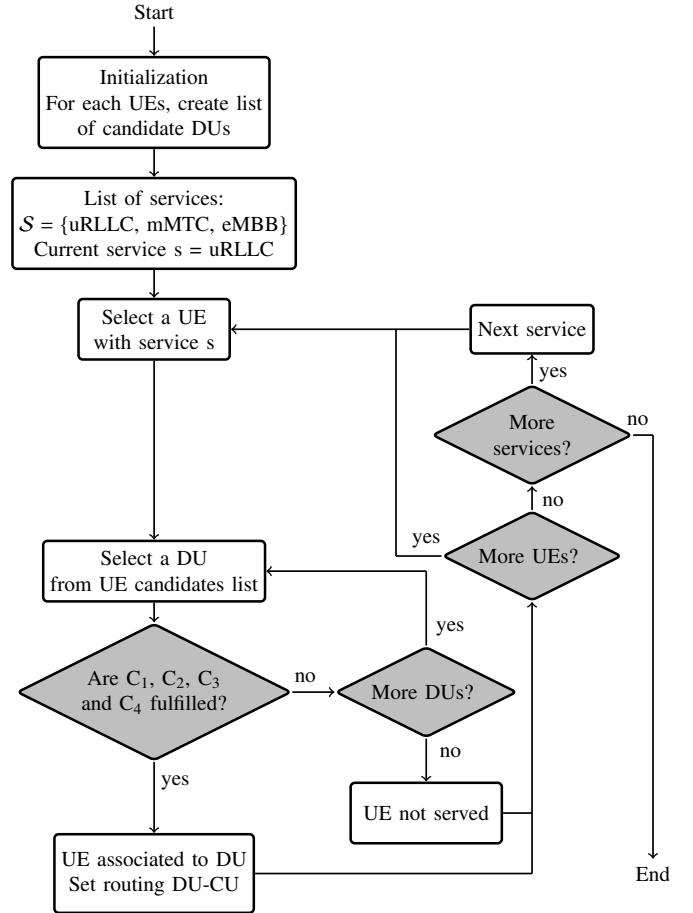 Start
Initialization
For each UEs, create list
of candidate DUs
List of services:
𝒮 = {uRLLC, mMTC, eMBB}
Current service s = uRLLC
Select a UE
with service s
Next service
yes
More
services?
no
no
More UEs?
yes
Select a DU
from UE candidates list
yes
Are C₁, C₂, C₃
and C₄ fulfilled?
no
More DUs?
no
yes
UE not served
UE associated to DU
Set routing DU-CU
End